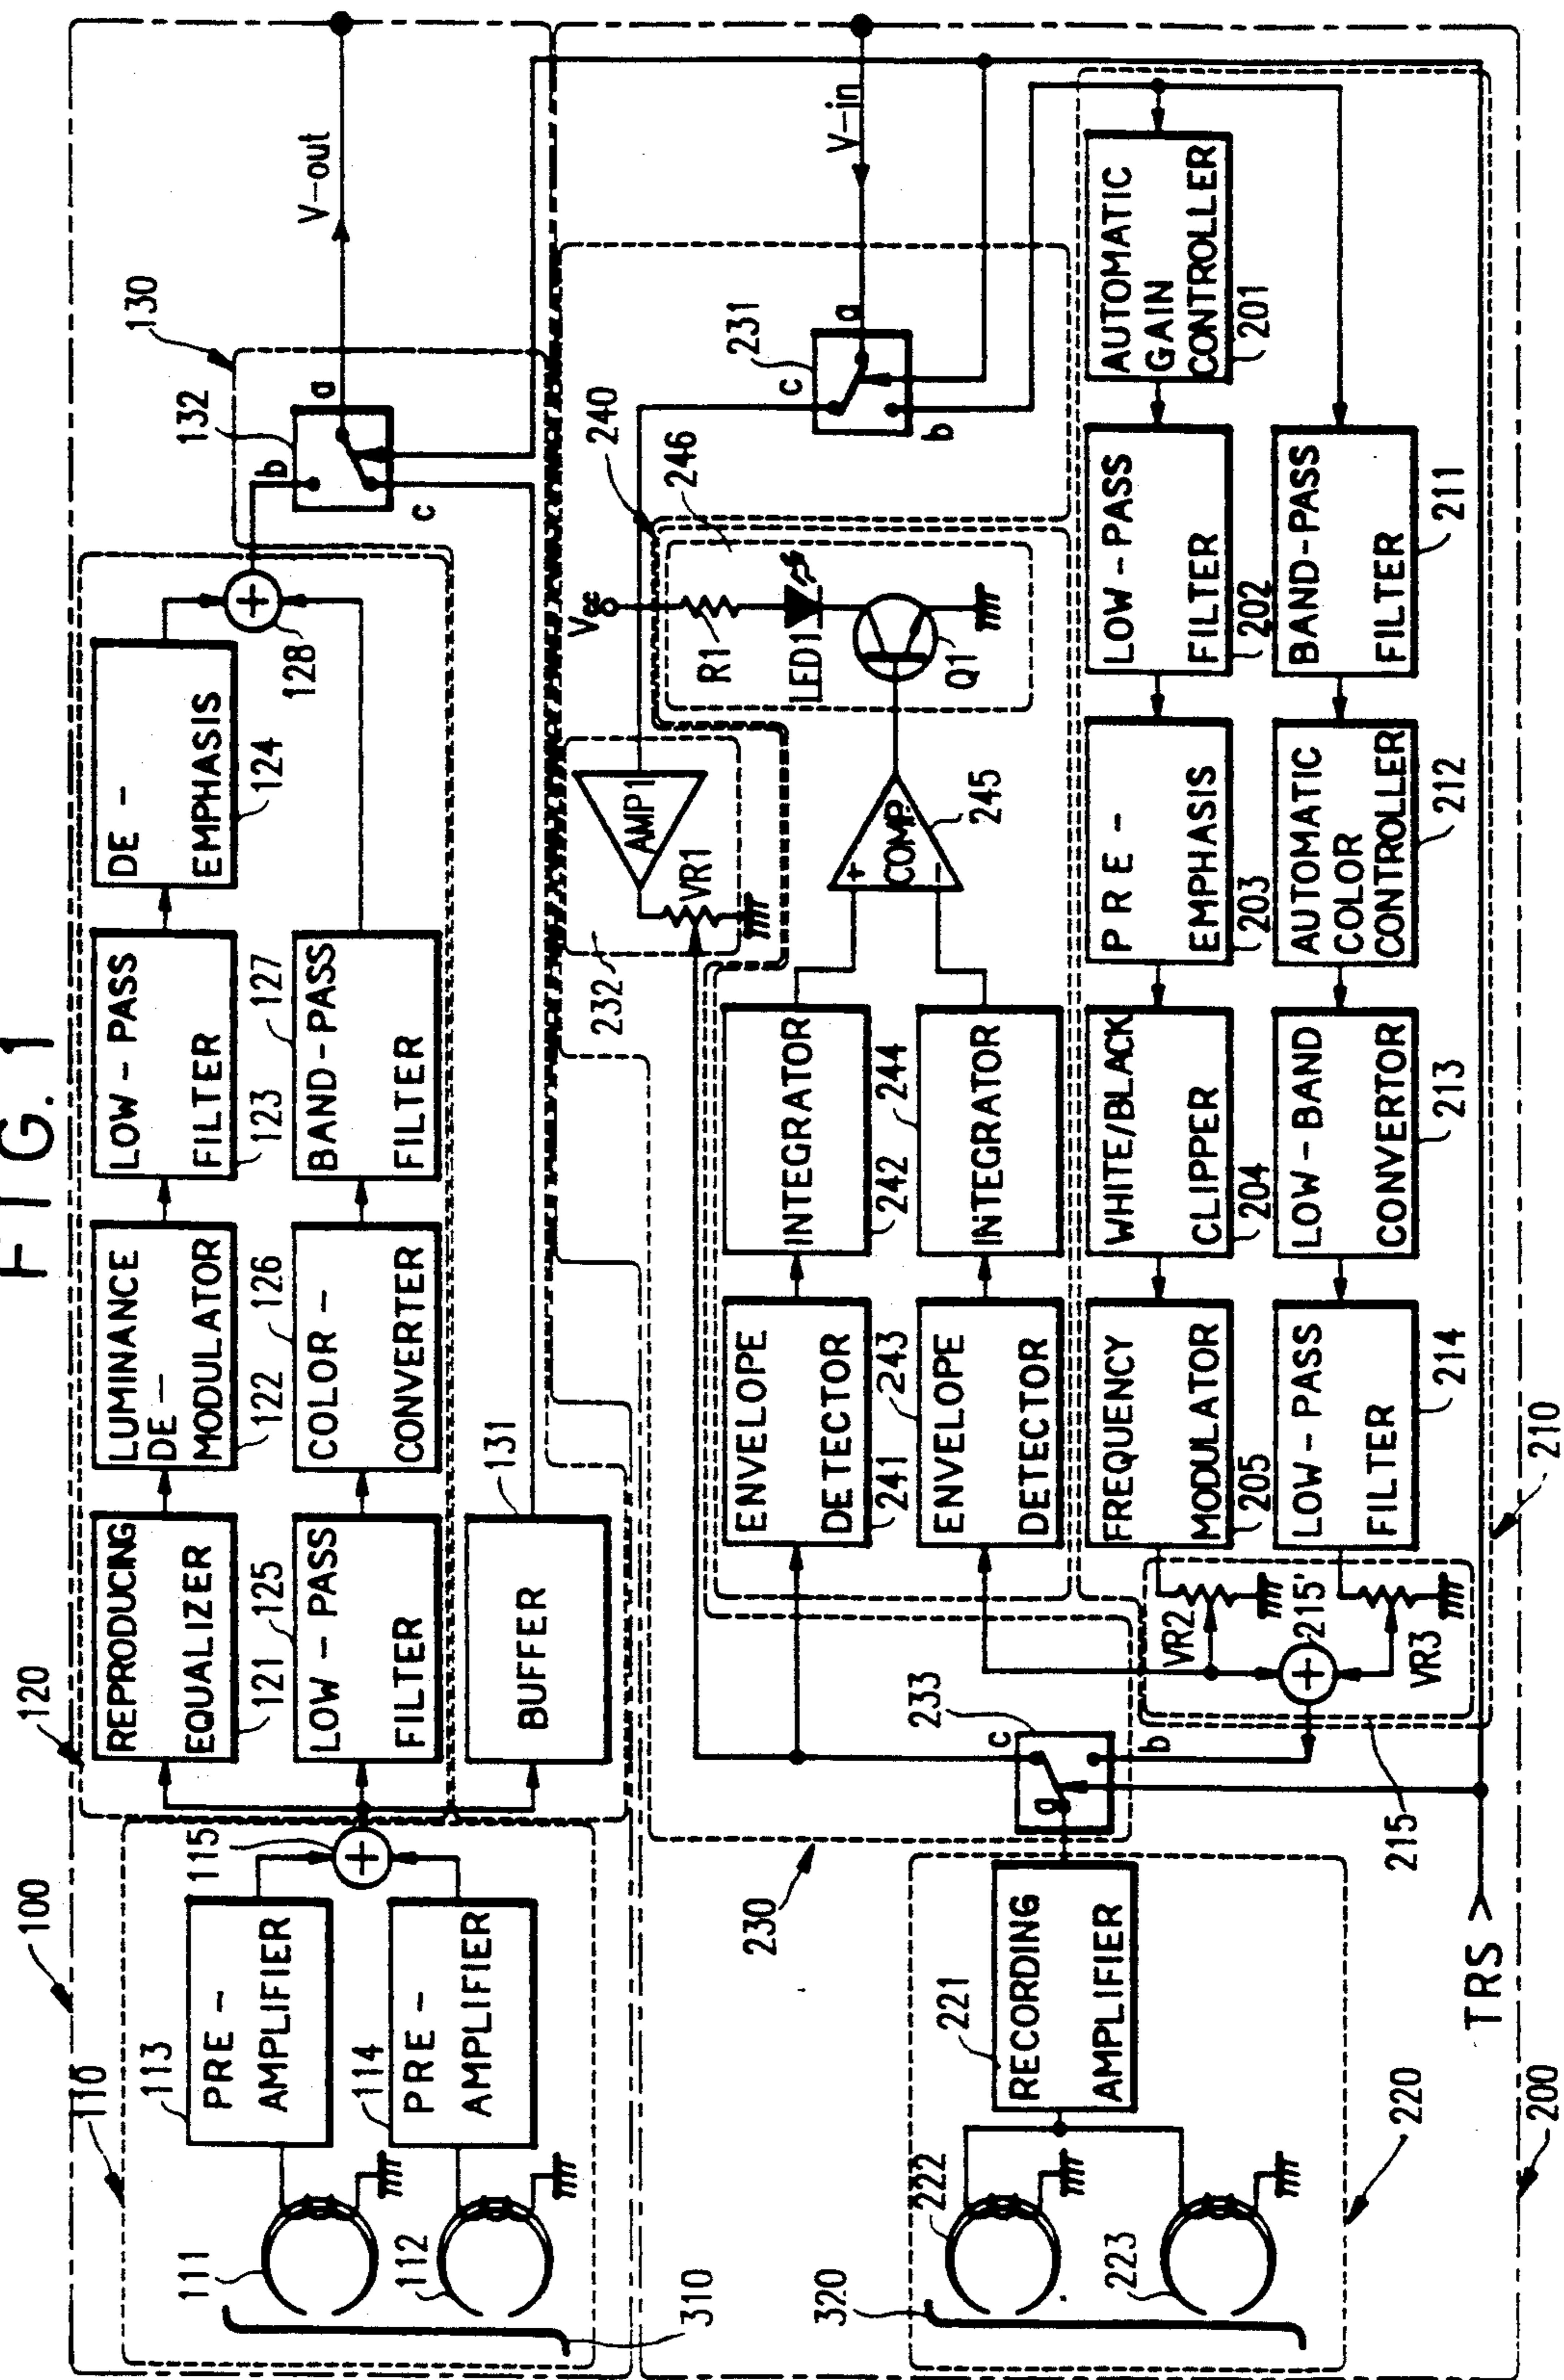 FIG. 1
100
110
111
112
310
113
PRE -
AMPLIFIER
114
PRE -
AMPLIFIER
115
120
REPRODUCING
EQUALIZER
121
LUMINANCE
DE -
MODULATOR
122
LOW - PASS
FILTER
123
DE -
EMPHASIS
124
125
LOW - PASS
FILTER
126
COLOR -
CONVERTER
127
BAND - PASS
FILTER
128
131
BUFFER
130
132
a
b
c
V-out
V-in
231
a
b
c
240
246
Vcc
R1
LED1
Q1
AMP1
VR1
232
COMP.
+
−
245
ENVELOPE
DETECTOR
241
INTEGRATOR
242
243
ENVELOPE
DETECTOR
244
INTEGRATOR
AUTOMATIC
GAIN
CONTROLLER
201
LOW - PASS
FILTER
202
PRE -
EMPHASIS
203
WHITE/BLACK
CLIPPER
204
FREQUENCY
MODULATOR
205
BAND-PASS
FILTER
211
AUTOMATIC
COLOR
CONTROLLER
212
LOW - BAND
CONVERTOR
213
LOW - PASS
FILTER
214
VR2
215'
VR3
215
210
233
a
b
c
230
221
RECORDING
AMPLIFIER
222
223
320
220
TRS
200